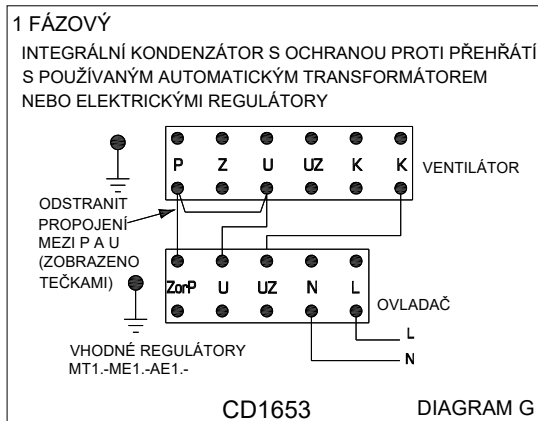 1 FÁZOVÝ
INTEGRÁLNÍ KONDENZÁTOR S OCHRANOU PROTI PŘEHŘÁTÍ
S POUŽÍVANÝM AUTOMATICKÝM TRANSFORMÁTOREM
NEBO ELEKTRICKÝMI REGULÁTORY
P Z U UZ K K
VENTILÁTOR
ODSTRANIT
PROPOJENÍ
MEZI P A U
(ZOBRAZENO
TEČKAMI)
ZorP U UZ N L
OVLADAČ
L
N
VHODNÉ REGULÁTORY
MT1.-ME1.-AE1.-
CD1653 DIAGRAM G